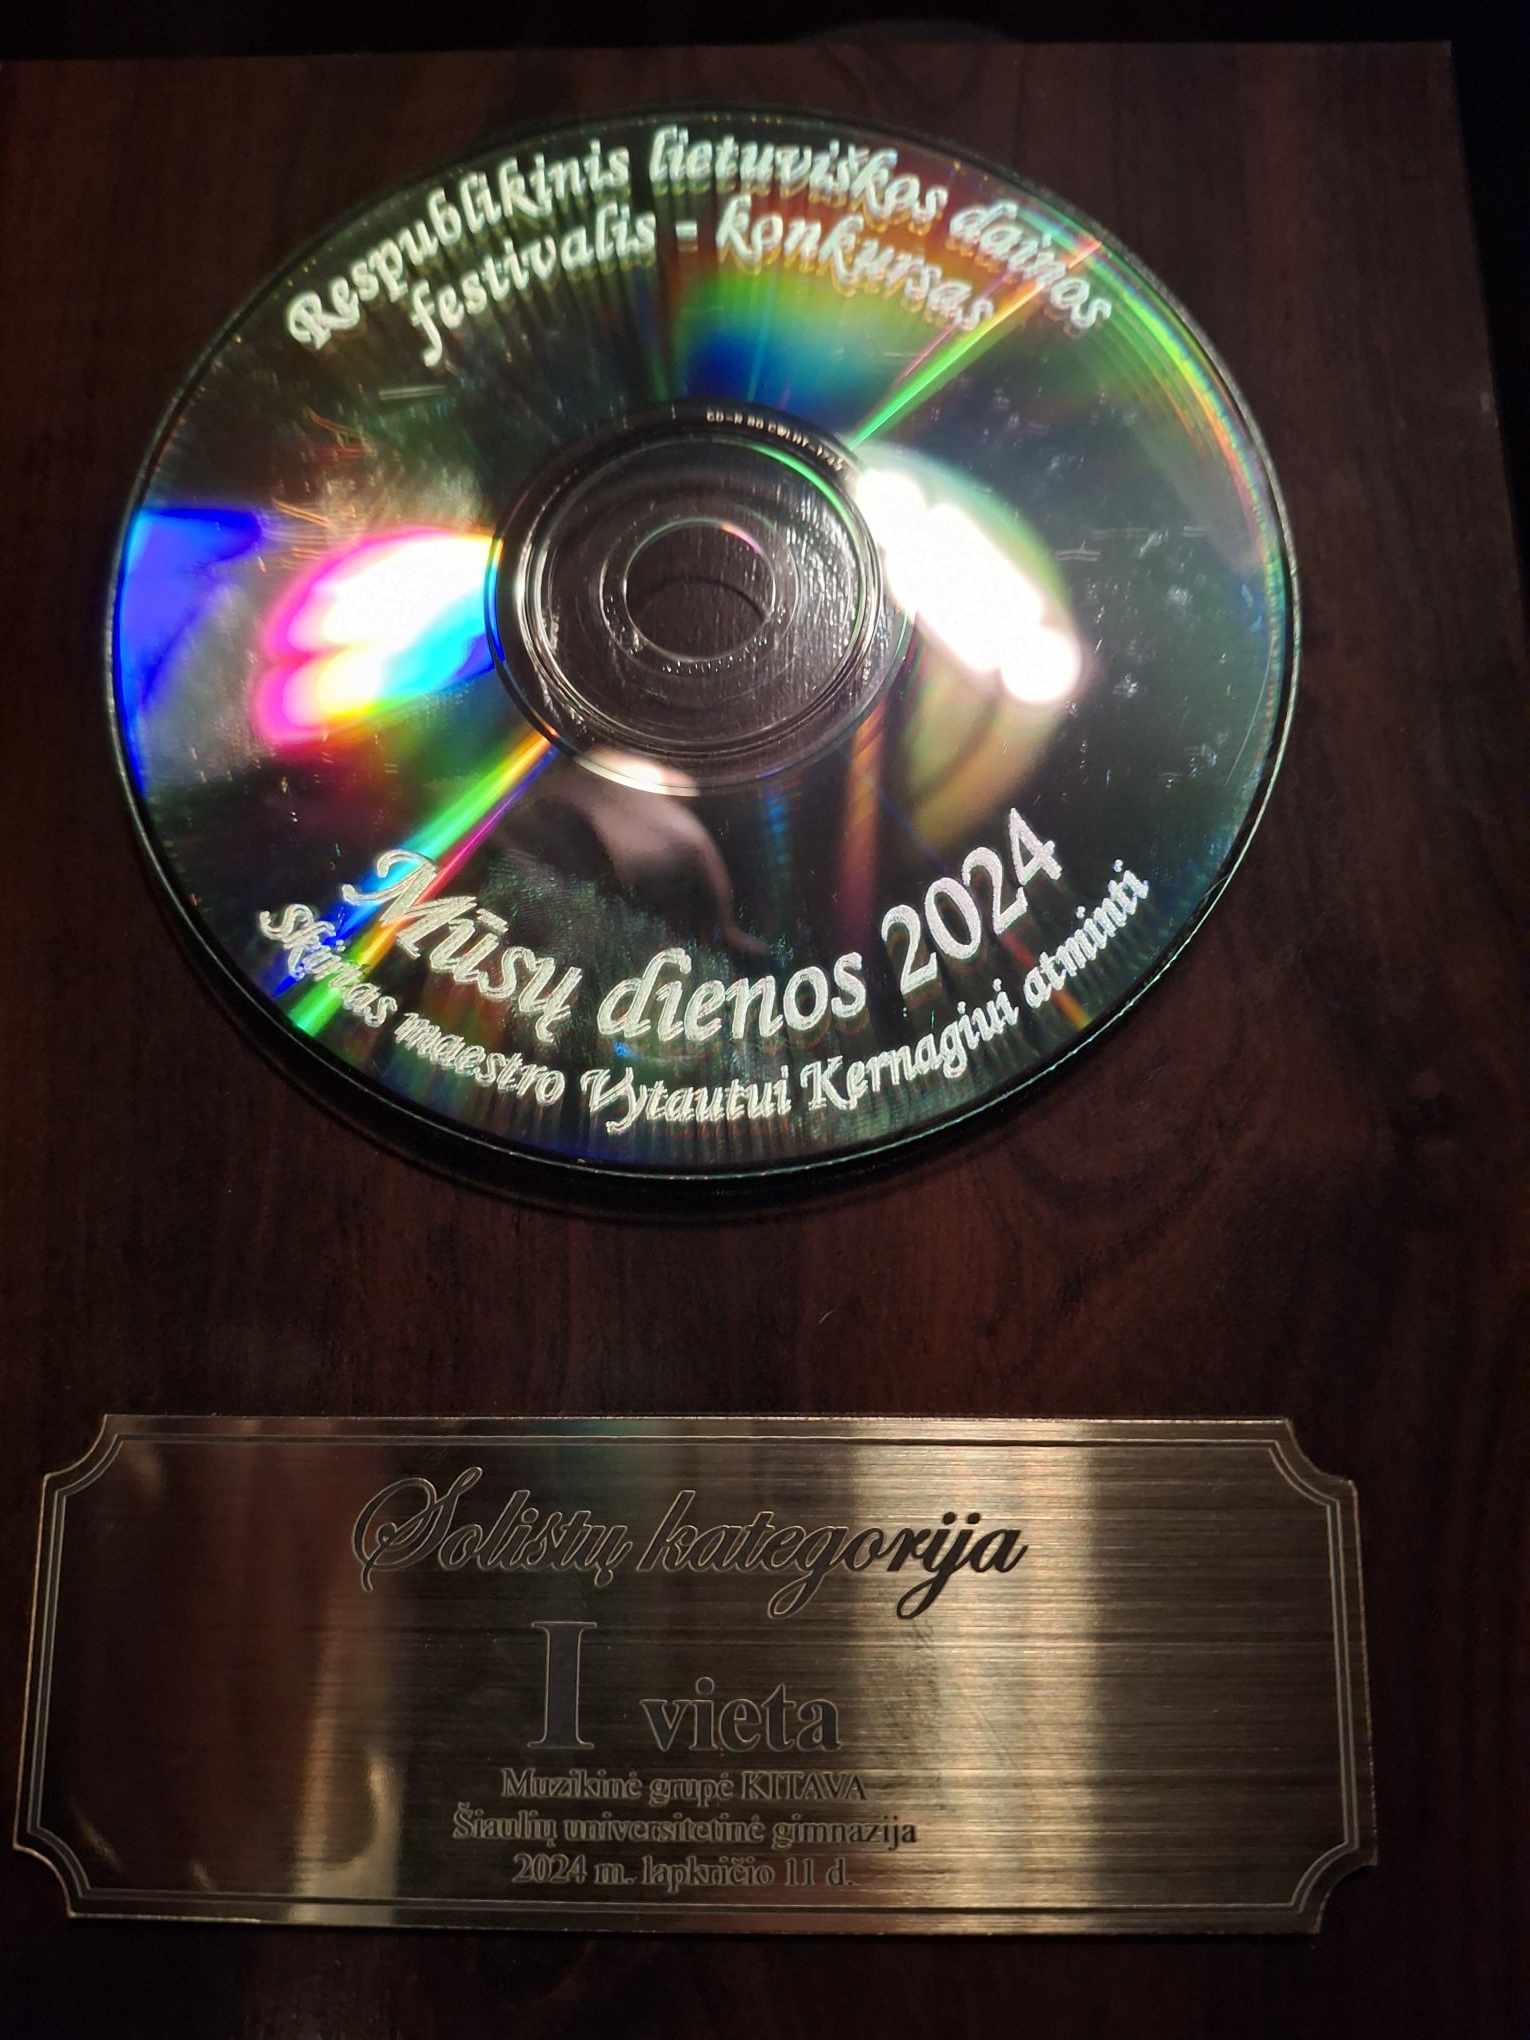 Respublikinis lietuviškos dainos
festivalis - konkursas
Mūsų dienos 2024
Skirias maestro Vytautui Kernagiui atminti
Solistų kategorija
I vieta
Muzikinė grupė KITAVA
Šiaulių universitetinė gimnazija
2024 m. lapkričio 11 d.